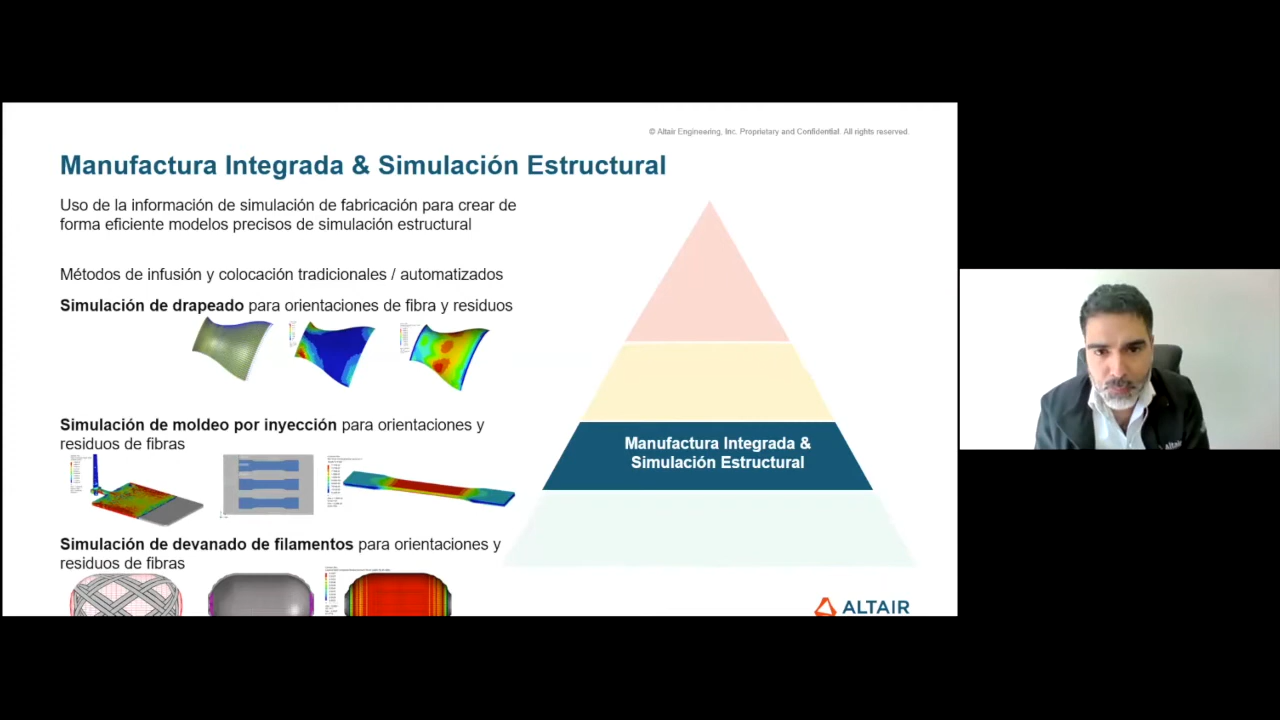 © Altair Engineering, Inc. Proprietary and Confidential. All rights reserved.
Manufactura Integrada & Simulación Estructural
Uso de la información de simulación de fabricación para crear de
forma eficiente modelos precisos de simulación estructural
Métodos de infusión y colocación tradicionales / automatizados
Simulación de drapeado para orientaciones de fibra y residuos
Simulación de moldeo por inyección para orientaciones y
residuos de fibras
Simulación de devanado de filamentos para orientaciones y
residuos de fibras
Manufactura Integrada &
Simulación Estructural
ALTAIR
Altair